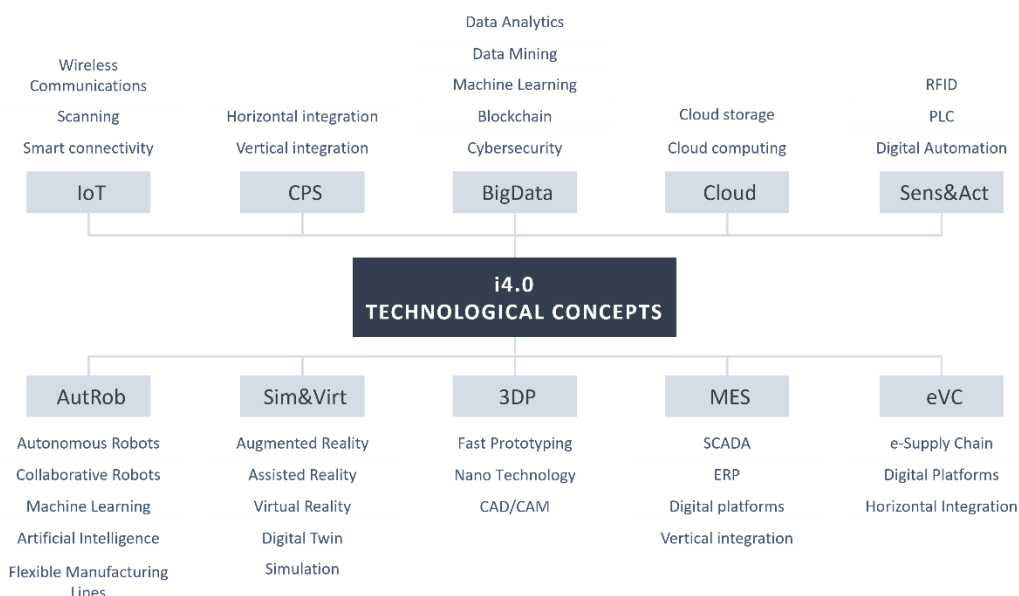 Wireless
Communications
Scanning
Smart connectivity
IoT
Horizontal integration
Vertical integration
CPS
Data Analytics
Data Mining
Machine Learning
Blockchain
Cybersecurity
BigData
Cloud storage
Cloud computing
Cloud
RFID
PLC
Digital Automation
Sens&Act
i4.0
TECHNOLOGICAL CONCEPTS
AutRob
Autonomous Robots
Collaborative Robots
Machine Learning
Artificial Intelligence
Flexible Manufacturing
Lines
Sim&Virt
Augmented Reality
Assisted Reality
Virtual Reality
Digital Twin
Simulation
3DP
Fast Prototyping
Nano Technology
CAD/CAM
MES
SCADA
ERP
Digital platforms
Vertical integration
eVC
e-Supply Chain
Digital Platforms
Horizontal Integration